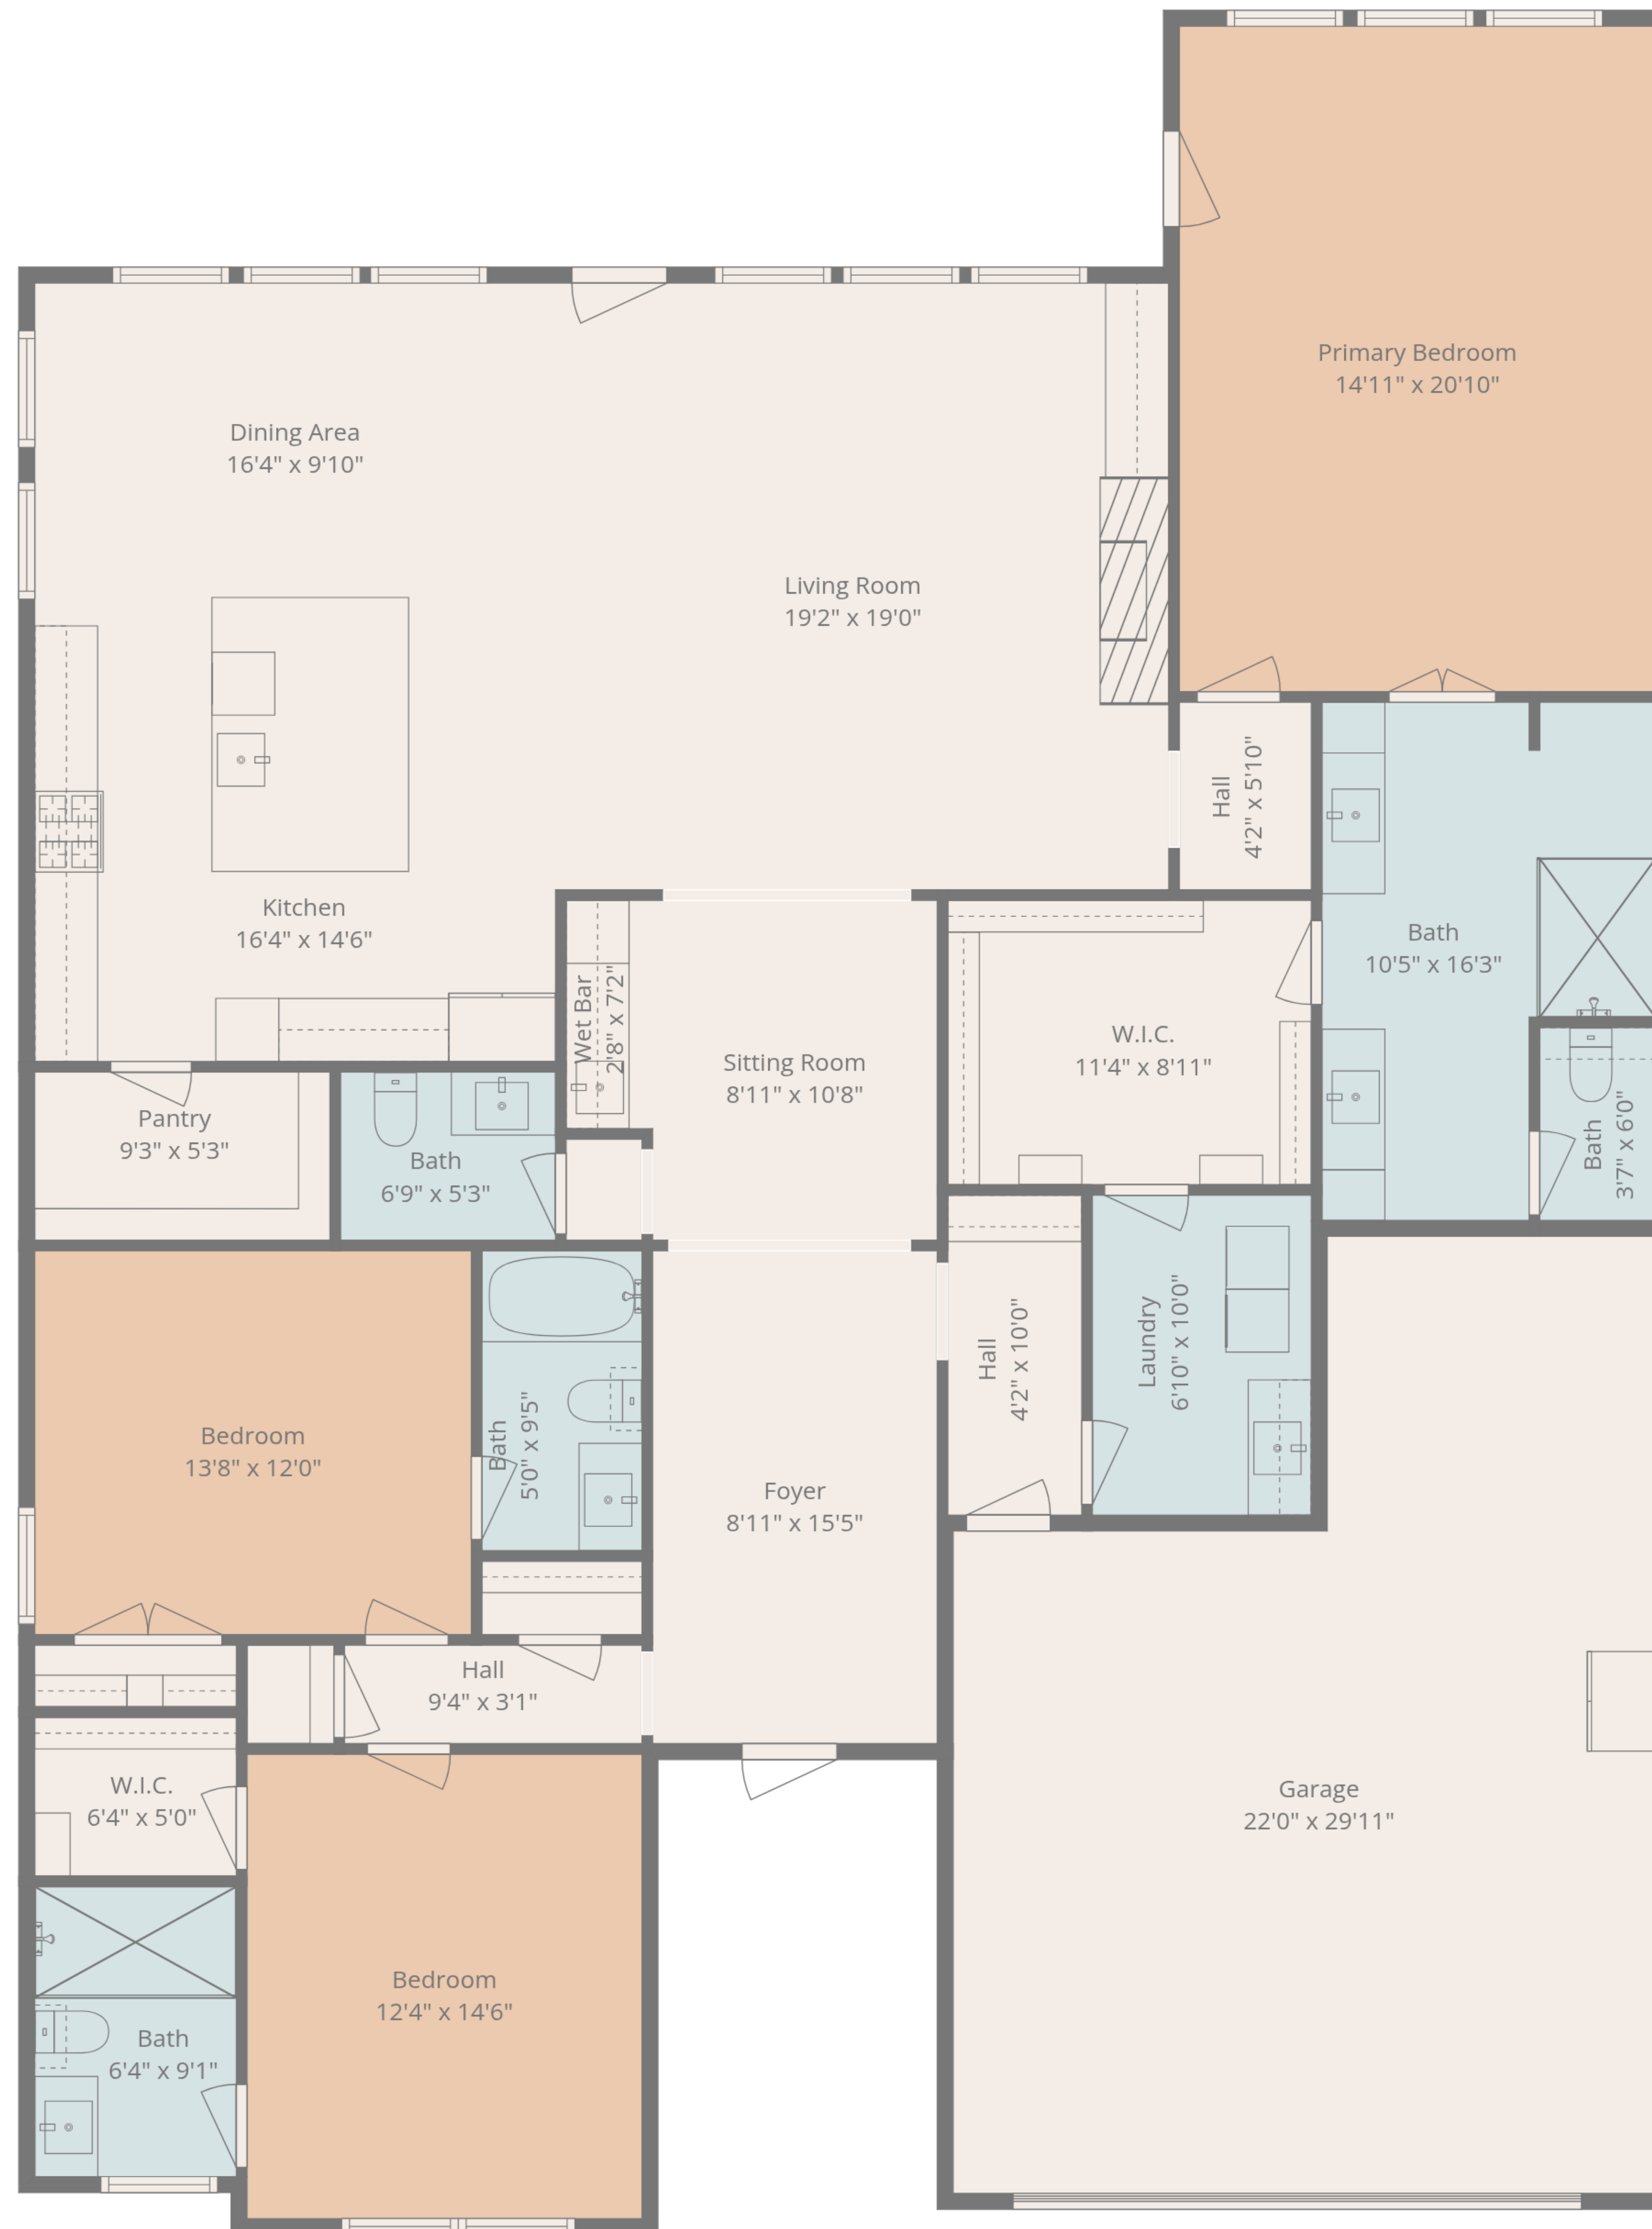 Primary Bedroom
14'11" x 20'10"
Dining Area
16'4" x 9'10"
Living Room
19'2" x 19'0"
Hall
4'2" x 5'10"
Kitchen
16'4" x 14'6"
Bath
10'5" x 16'3"
Wet Bar
2'8" x 7'2"
Sitting Room
8'11" x 10'8"
W.I.C.
11'4" x 8'11"
Pantry
9'3" x 5'3"
Bath
6'9" x 5'3"
Bath
3'7" x 6'0"
Hall
4'2" x 10'0"
Laundry
6'10" x 10'0"
Bedroom
13'8" x 12'0"
Bath
5'0" x 9'5"
Foyer
8'11" x 15'5"
Hall
9'4" x 3'1"
W.I.C.
6'4" x 5'0"
Garage
22'0" x 29'11"
Bedroom
12'4" x 14'6"
Bath
6'4" x 9'1"